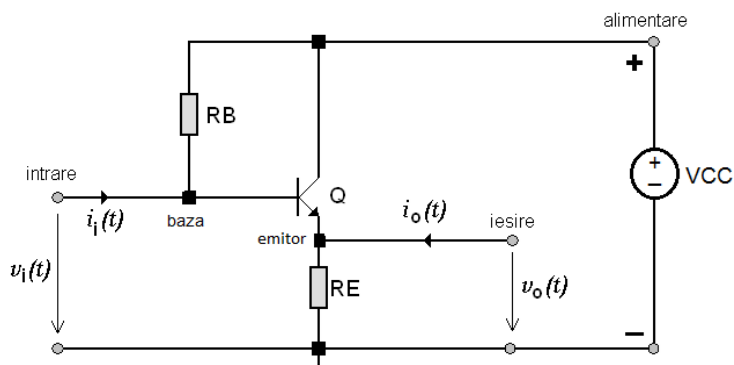 alimentare
+
RB
intrare
+
−
VCC
Q
i_i(t)
baza
i_o(t)
iesire
emitor
v_i(t)
RE
v_o(t)
−